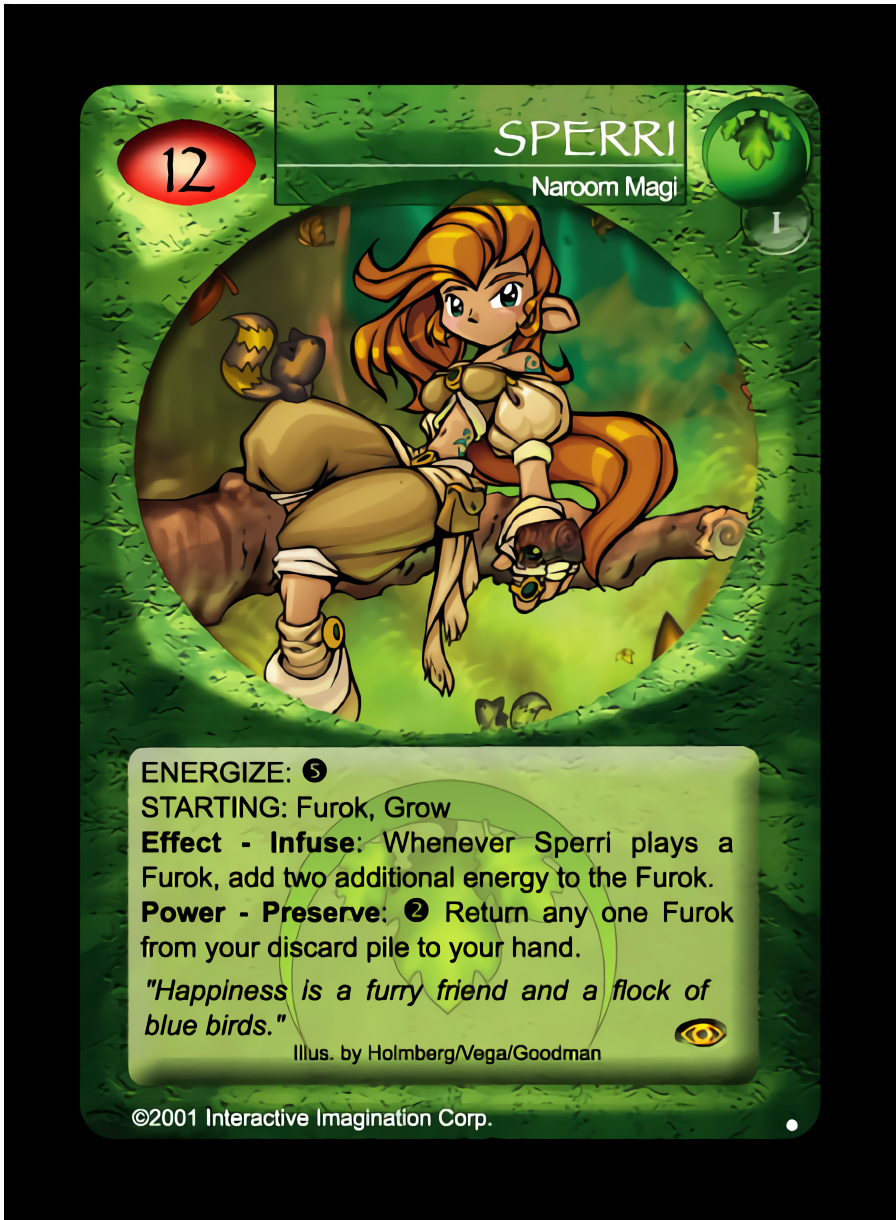 12
SPERRI
Naroom Magi
I
ENERGIZE: 5
STARTING: Furok, Grow
Effect - Infuse: Whenever Sperri plays a
Furok, add two additional energy to the Furok.
Power - Preserve: 2 Return any one Furok
from your discard pile to your hand.
"Happiness is a furry friend and a flock of
blue birds."
Illus. by Holmberg/Vega/Goodman
©2001 Interactive Imagination Corp.